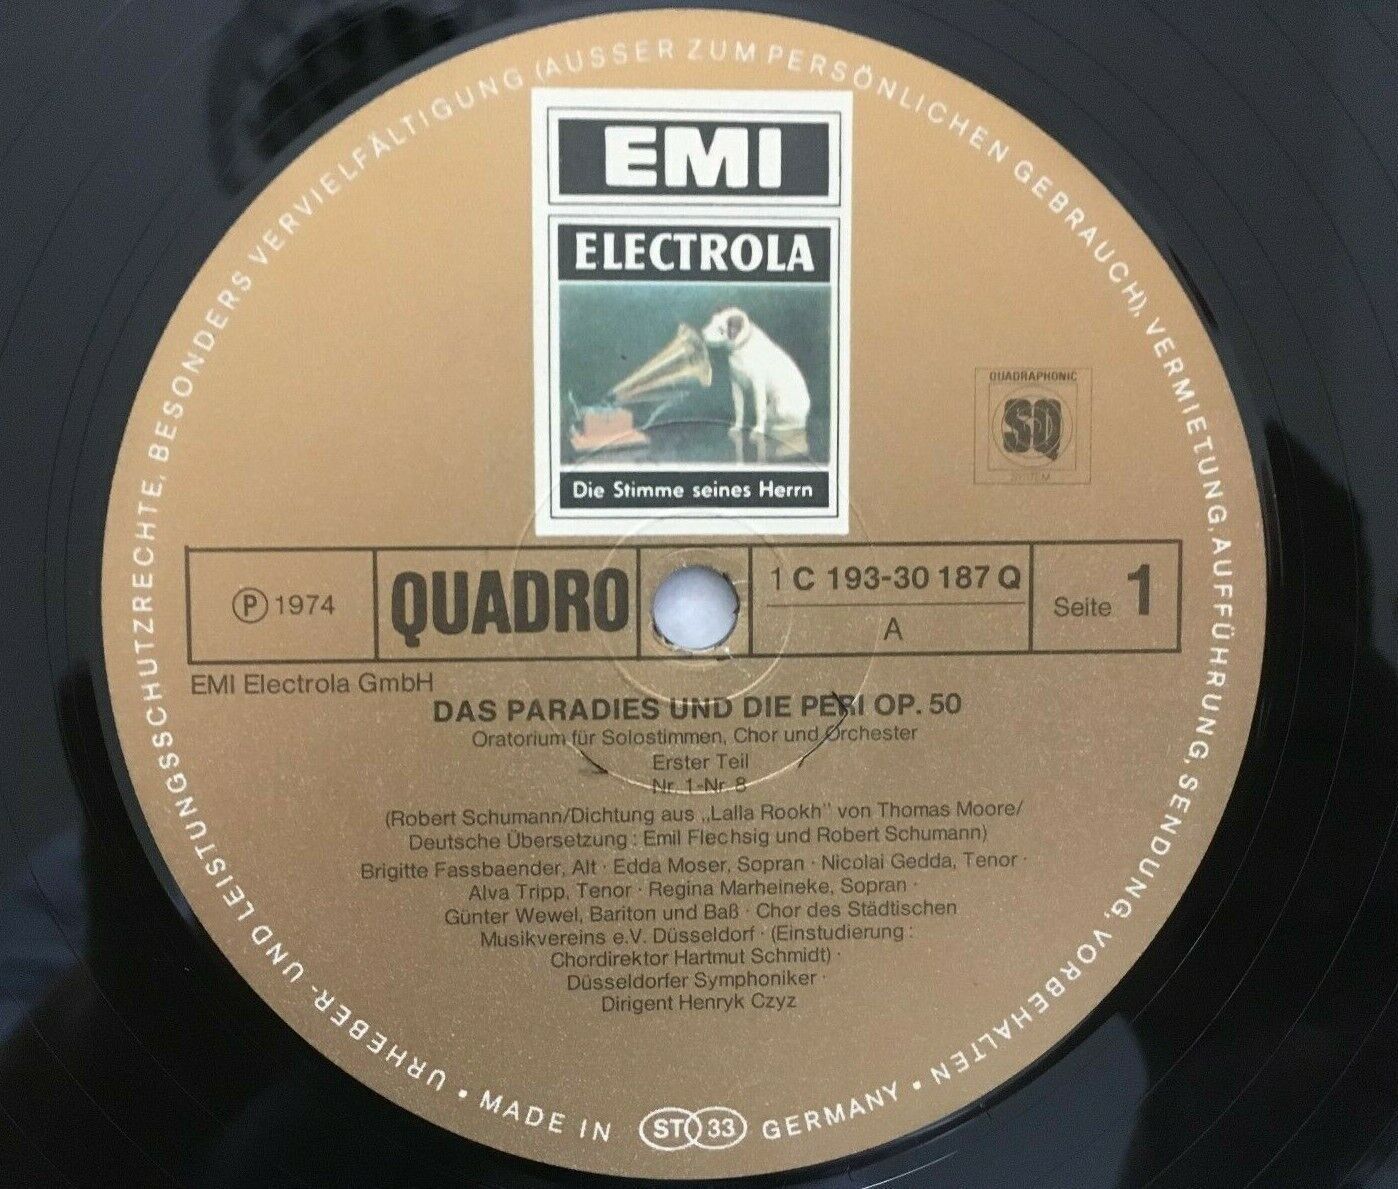 URHEBER- UND LEISTUNGSSCHUTZRECHTE, BESONDERS VERVIELFÄLTIGUNG (AUSSER ZUM PERSÖNLICHEN GEBRAUCH), VERMIETUNG, AUFFÜHRUNG, SENDUNG, VORBEHALTEN
EMI
ELECTROLA
Die Stimme seines Herrn
QUADRAPHONIC
SQ
SYSTEM
Ⓟ 1974
QUADRO
1 C 193-30 187 Q
A
Seite 1
EMI Electrola GmbH
DAS PARADIES UND DIE PERI OP. 50
Oratorium für Solostimmen, Chor und Orchester
Erster Teil
Nr. 1-Nr. 8
(Robert Schumann/Dichtung aus „Lalla Rookh" von Thomas Moore/
Deutsche Übersetzung: Emil Flechsig und Robert Schumann)
Brigitte Fassbaender, Alt · Edda Moser, Sopran · Nicolai Gedda, Tenor ·
Alva Tripp, Tenor · Regina Marheineke, Sopran ·
Günter Wewel, Bariton und Baß · Chor des Städtischen
Musikvereins e.V. Düsseldorf · (Einstudierung:
Chordirektor Hartmut Schmidt) ·
Düsseldorfer Symphoniker ·
Dirigent Henryk Czyz
• MADE IN ST 33 GERMANY •